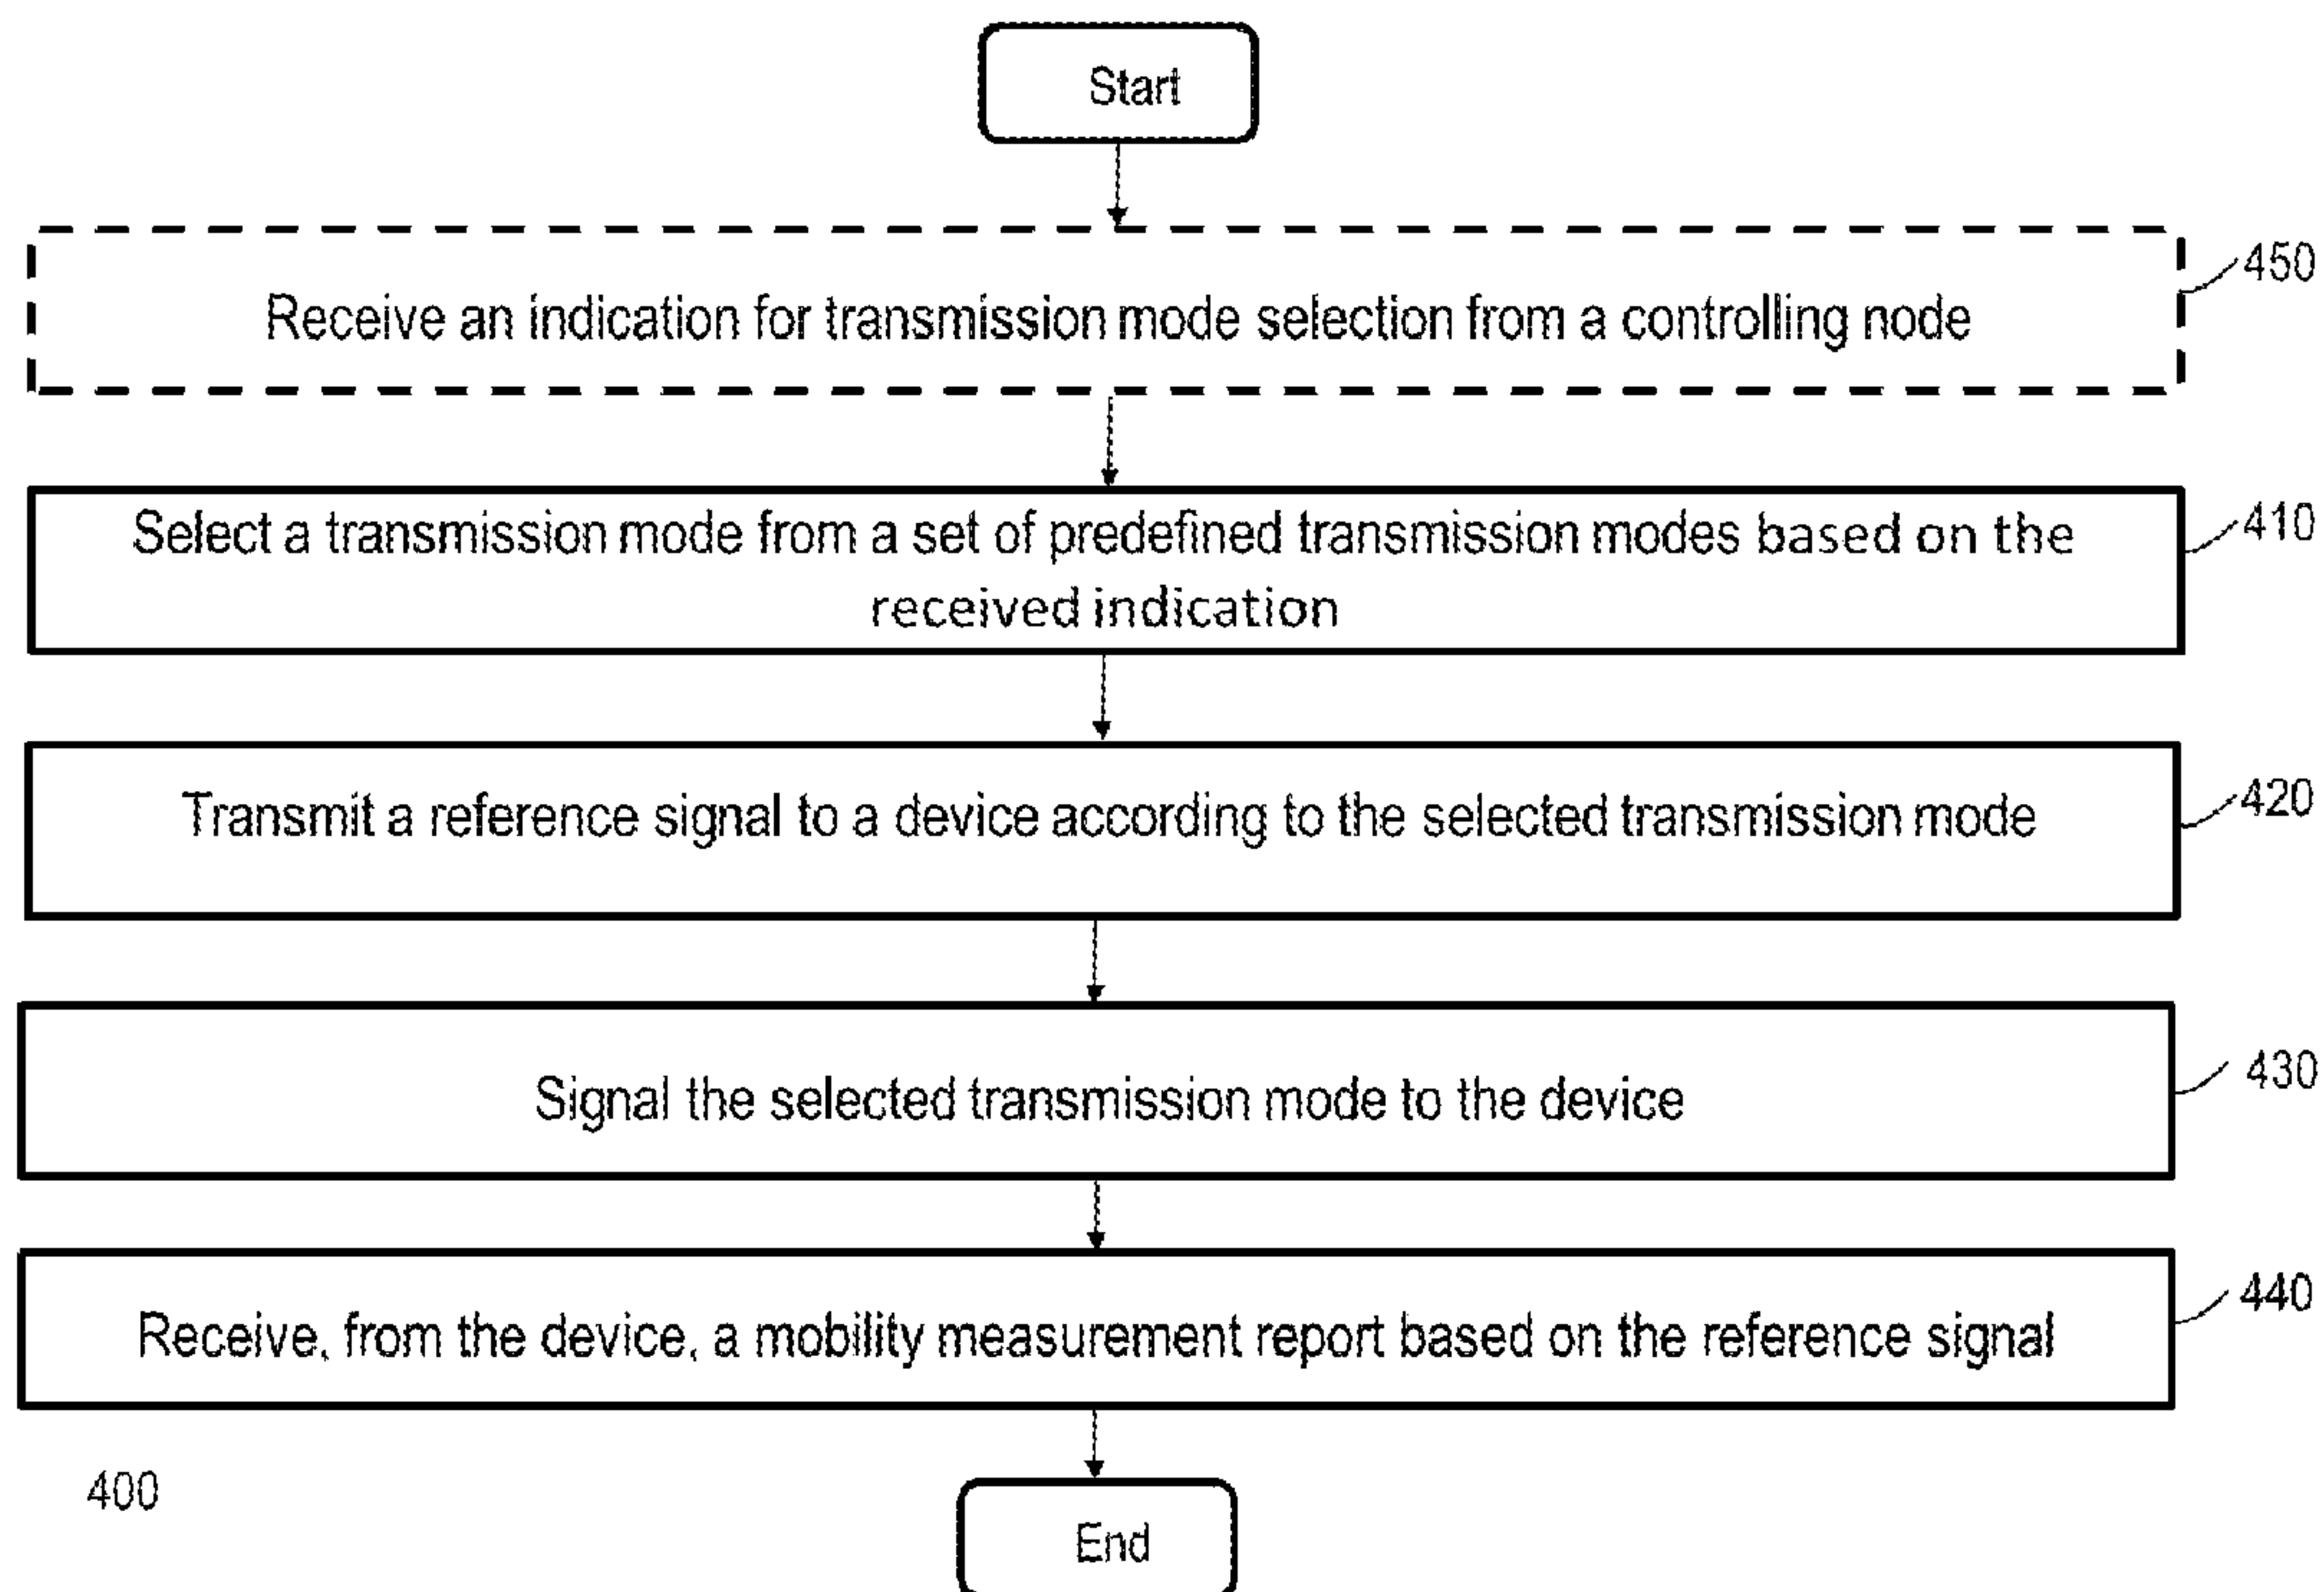 Start
Receive an indication for transmission mode selection from a controlling node
450
Select a transmission mode from a set of predefined transmission modes based on the
received indication
410
Transmit a reference signal to a device according to the selected transmission mode
420
Signal the selected transmission mode to the device
430
Receive, from the device, a mobility measurement report based on the reference signal
440
400
End